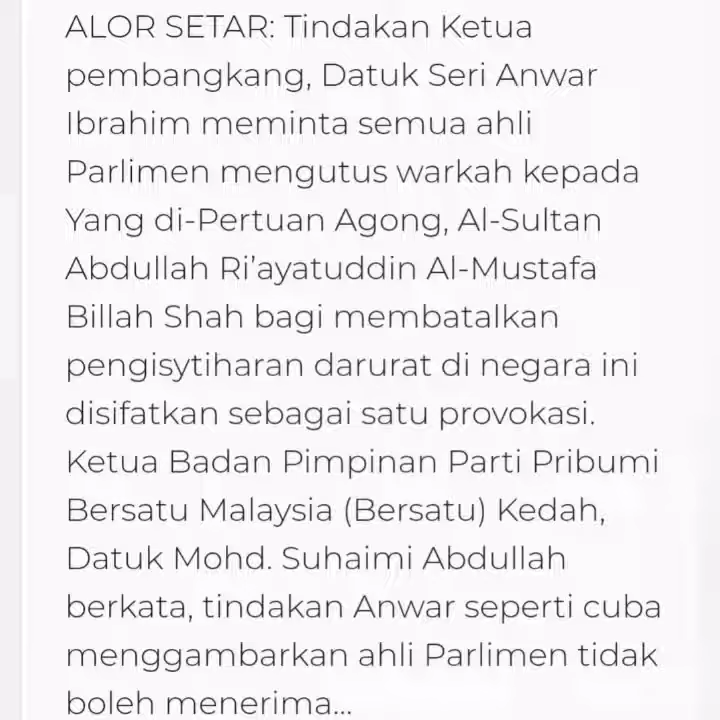 ALOR SETAR: Tindakan Ketua
pembangkang, Datuk Seri Anwar
Ibrahim meminta semua ahli
Parlimen mengutus warkah kepada
Yang di-Pertuan Agong, Al-Sultan
Abdullah Ri'ayatuddin Al-Mustafa
Billah Shah bagi membatalkan
pengisytiharan darurat di negara ini
disifatkan sebagai satu provokasi.
Ketua Badan Pimpinan Parti Pribumi
Bersatu Malaysia (Bersatu) Kedah,
Datuk Mohd. Suhaimi Abdullah
berkata, tindakan Anwar seperti cuba
menggambarkan ahli Parlimen tidak
boleh menerima...